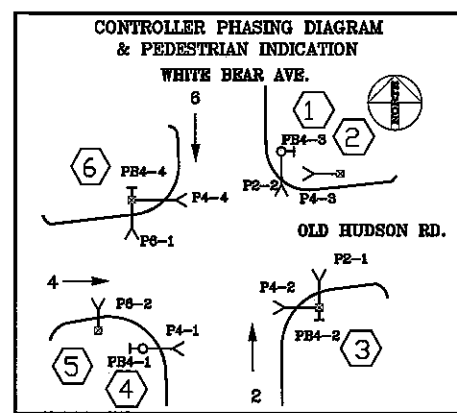 CONTROLLER PHASING DIAGRAM
& PEDESTRIAN INDICATION
WHITE BEAR AVE.
6
1
PB4-3
2
NORTH
6
PB4-4
P4-4
P2-2
P4-3
P6-1
OLD HUDSON RD.
4
P6-2
P4-2
P2-1
P4-1
PB4-1
PB4-2
5
4
2
3